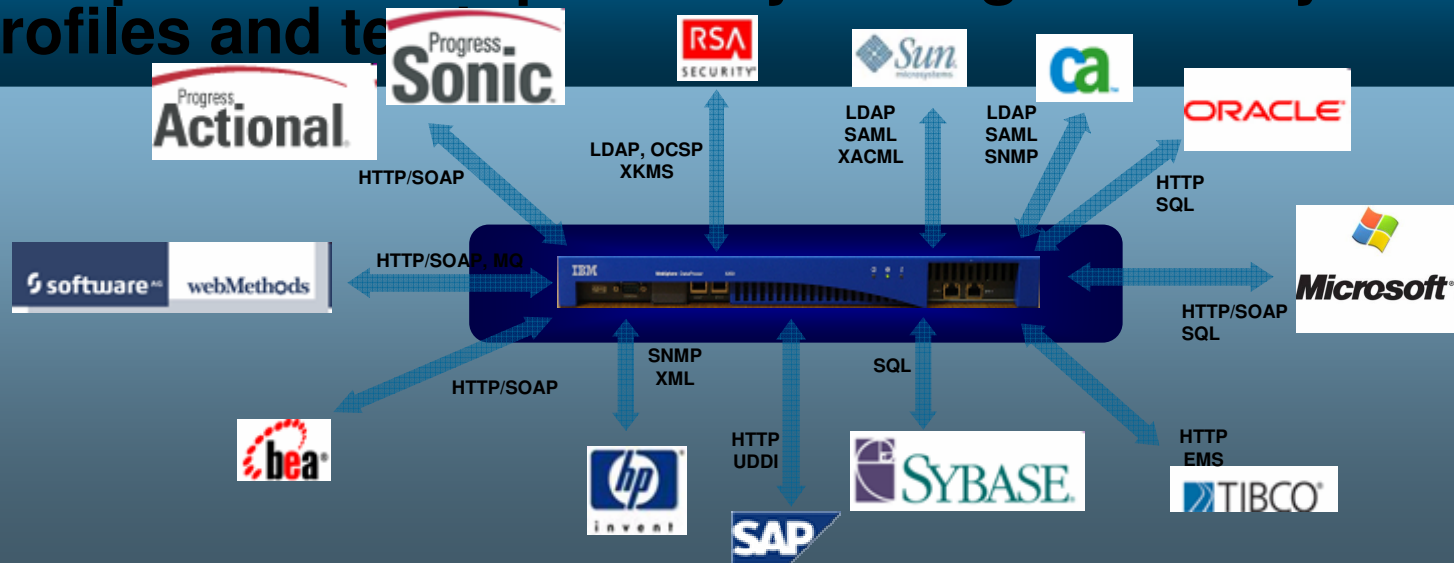 rofiles and te
Progress
Sonic
Progress
Actional
RSA
SECURITY
Sun
microsystems
ca
ORACLE
LDAP
SAML
XACML
LDAP
SAML
SNMP
LDAP, OCSP
XKMS
HTTP/SOAP
HTTP
SQL
software AG
webMethods
HTTP/SOAP, MQ
IBM
Microsoft
HTTP/SOAP
SQL
SNMP
XML
SQL
HTTP/SOAP
bea
hp
invent
HTTP
UDDI
SYBASE
HTTP
EMS
TIBCO
SAP